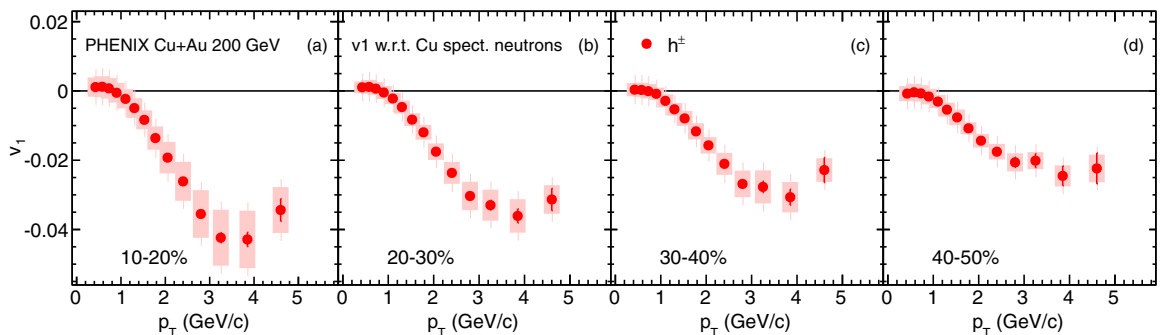 0.02
0
-0.02
-0.04
v1
PHENIX Cu+Au 200 GeV
(a)
v1 w.r.t. Cu spect. neutrons
(b)
h±
(c)
(d)
10-20%
20-30%
30-40%
40-50%
0 1 2 3 4 5
0 1 2 3 4 5
0 1 2 3 4 5
0 1 2 3 4 5
pT (GeV/c)
pT (GeV/c)
pT (GeV/c)
pT (GeV/c)